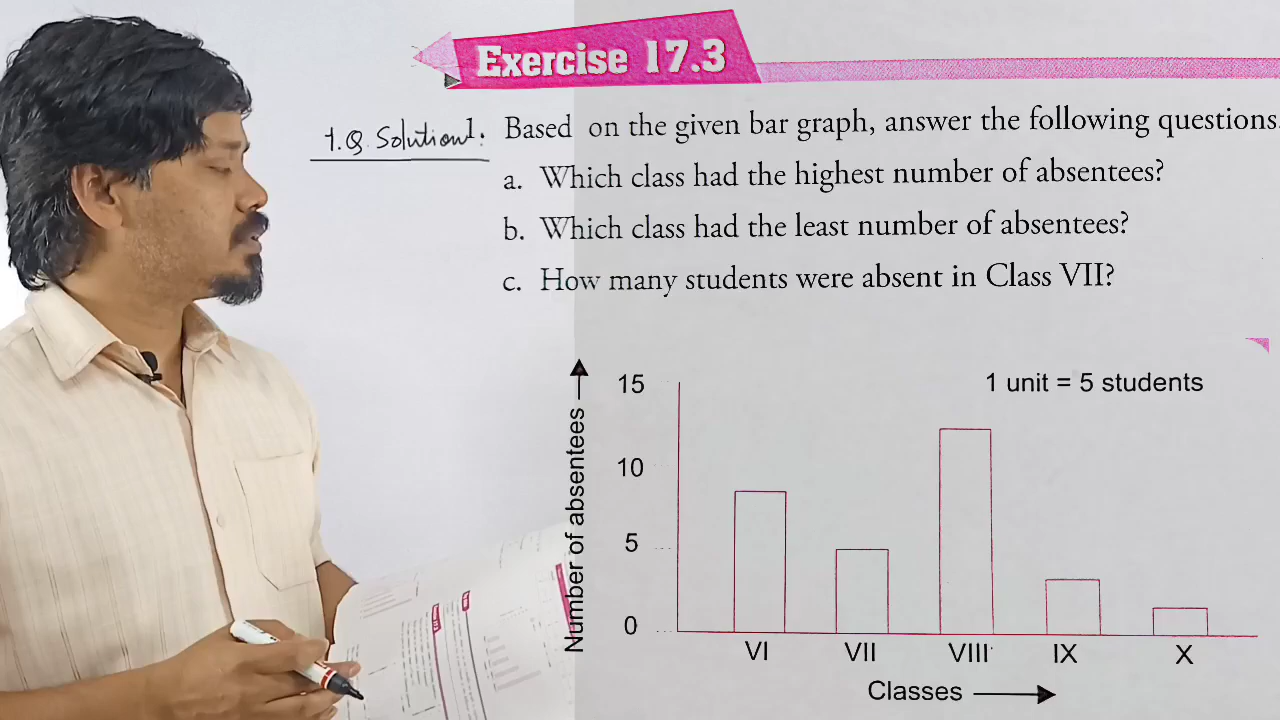 Exercise 17.3
1.Q. Solution1: Based on the given bar graph, answer the following questions.
a. Which class had the highest number of absentees?
b. Which class had the least number of absentees?
c. How many students were absent in Class VII?
1 unit = 5 students
Number of absentees
15
10
5
0
VI VII VIII IX X
Classes